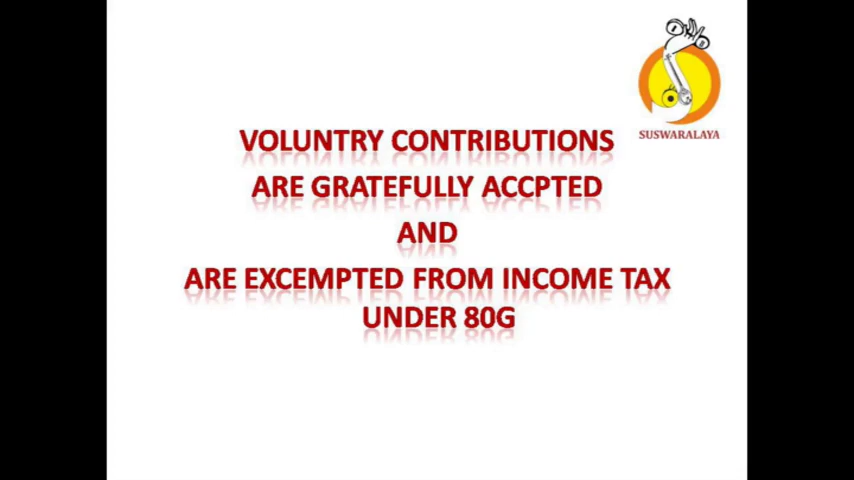 SUSWARALAYA
VOLUNTRY CONTRIBUTIONS
ARE GRATEFULLY ACCPTED
AND
ARE EXCEMPTED FROM INCOME TAX
UNDER 80G